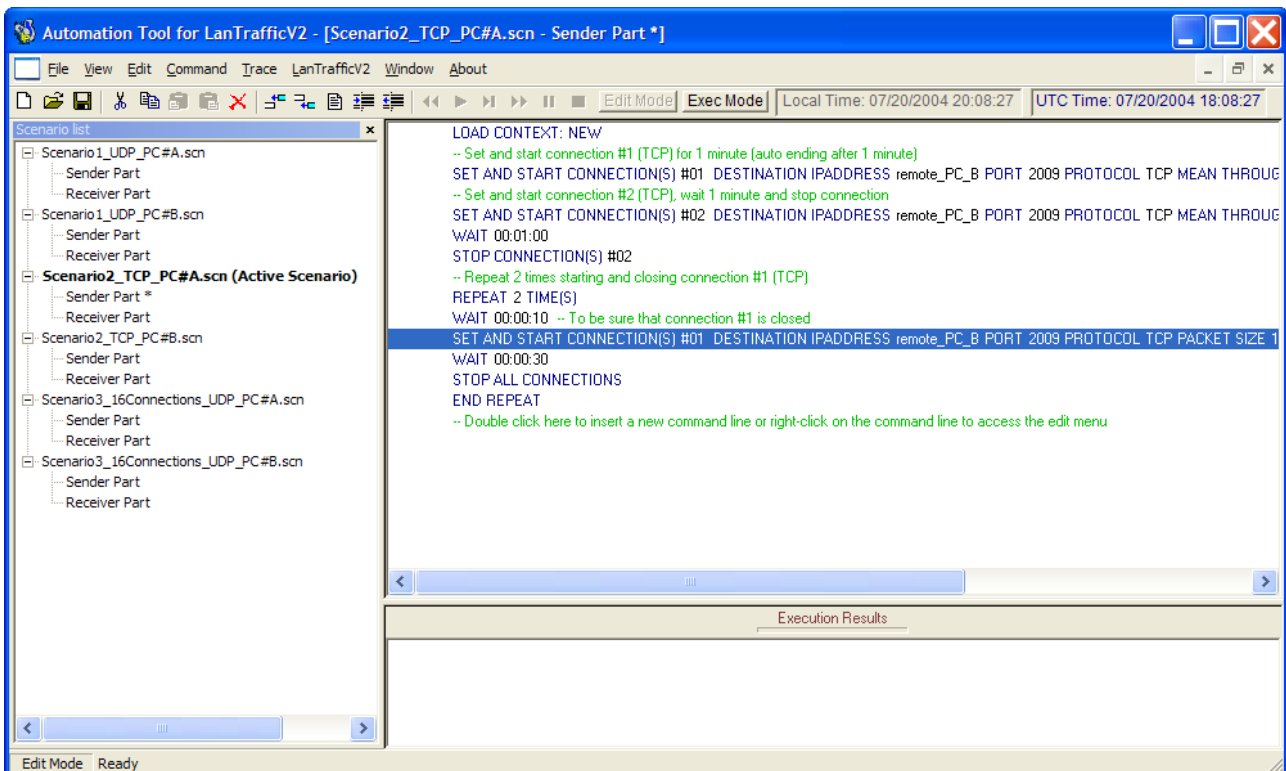 Automation Tool for LanTrafficV2 - [Scenario2_TCP_PC#A.scn - Sender Part *]
File View Edit Command Trace LanTrafficV2 Window About
Edit Mode Exec Mode Local Time: 07/20/2004 20:08:27 UTC Time: 07/20/2004 18:08:27
Scenario list
Scenario1_UDP_PC#A.scn
Sender Part
Receiver Part
Scenario1_UDP_PC#B.scn
Sender Part
Receiver Part
Scenario2_TCP_PC#A.scn (Active Scenario)
Sender Part *
Receiver Part
Scenario2_TCP_PC#B.scn
Sender Part
Receiver Part
Scenario3_16Connections_UDP_PC#A.scn
Sender Part
Receiver Part
Scenario3_16Connections_UDP_PC#B.scn
Sender Part
Receiver Part
LOAD CONTEXT: NEW
-- Set and start connection #1 (TCP) for 1 minute (auto ending after 1 minute)
SET AND START CONNECTION(S) #01 DESTINATION IPADDRESS remote_PC_B PORT 2009 PROTOCOL TCP MEAN THROUG
-- Set and start connection #2 (TCP), wait 1 minute and stop connection
SET AND START CONNECTION(S) #02 DESTINATION IPADDRESS remote_PC_B PORT 2009 PROTOCOL TCP MEAN THROUG
WAIT 00:01:00
STOP CONNECTION(S) #02
-- Repeat 2 times starting and closing connection #1 (TCP)
REPEAT 2 TIME(S)
WAIT 00:00:10 -- To be sure that connection #1 is closed
SET AND START CONNECTION(S) #01 DESTINATION IPADDRESS remote_PC_B PORT 2009 PROTOCOL TCP PACKET SIZE 1
WAIT 00:00:30
STOP ALL CONNECTIONS
END REPEAT
-- Double click here to insert a new command line or right-click on the command line to access the edit menu
Execution Results
Edit Mode Ready